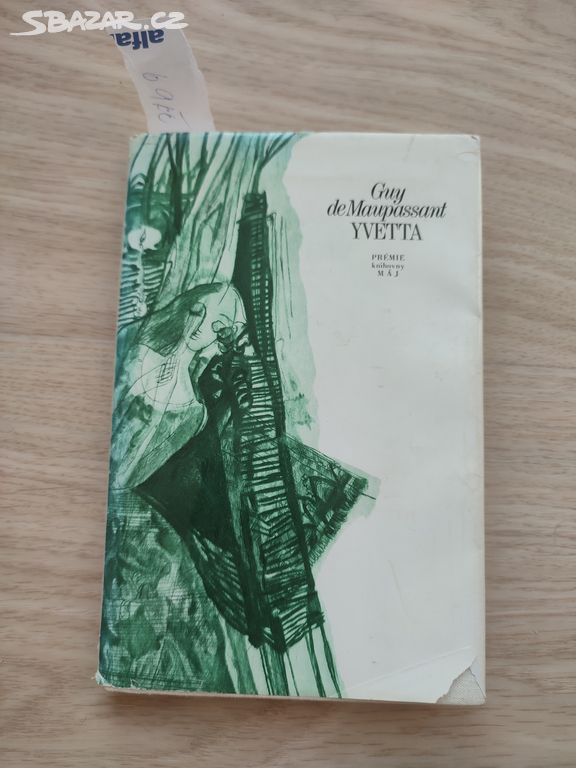 SBAZAR.CZ
alfa
Guy
de Maupassant
YVETTA
PRÉMIE
knihovny
MÁJ